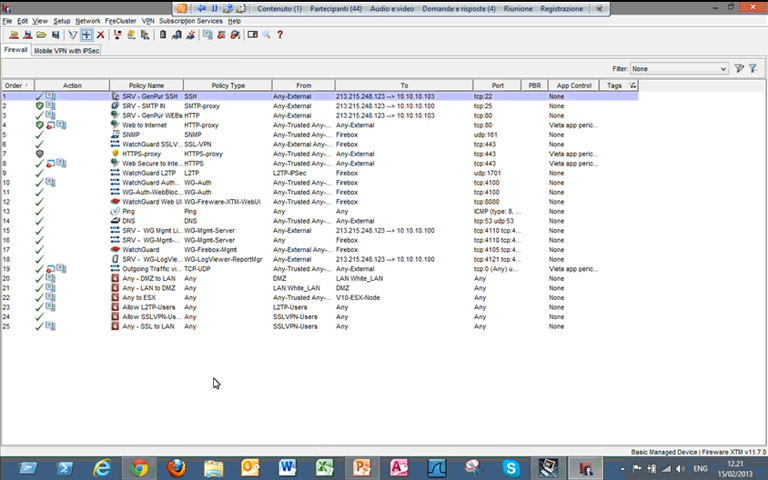 Contenuto (1) Partecipanti (44) Audio e video Domande e risposte (4) Riunione Registrazione
File Edit View Setup Network FireCluster VPN Subscription Services Help
Firewall Mobile VPN with IPSec
Filter: None
Order / Action Policy Name Policy Type From To Port PBR App Control Tags
1 SRV - GenPur SSH SSH Any-External 213.215.248.123 --> 10.10.10.103 tcp:22 None
2 SRV - SMTP IN SMTP-proxy Any-External 213.215.248.123 --> 10.10.10.100 tcp:25 None
3 SRV - GenPur WEBs HTTP Any-External 213.215.248.123 --> 10.10.10.103 tcp:80 None
4 Web to Internet HTTP-proxy Any-Trusted Any-... Any-External tcp:80 Vieta app peric...
5 SNMP SNMP Any-Trusted Any-... Firebox udp:161 None
6 WatchGuard SSLV... SSL-VPN Any-External Any-... Firebox tcp:443 None
7 HTTPS-proxy HTTPS-proxy Any-Trusted Any-... Any-External tcp:443 Vieta app peric...
8 Web Secure to Inte... HTTPS Any-Trusted Any-... Any-External tcp:443 Vieta app peric...
9 WatchGuard L2TP L2TP L2TP-IPSec Firebox udp:1701 None
10 WatchGuard Auth... WG-Auth Any-Trusted Any-... Firebox tcp:4100 None
11 WG-Auth-WebBloc... WG-Auth Any-Trusted Any-... Firebox tcp:4100 None
12 WatchGuard Web UI WG-Fireware-XTM-WebUI Any-Trusted Any-... Firebox tcp:8080 None
13 Ping Ping Any Any ICMP (type: 8, ... None
14 DNS DNS Any-Trusted Any-... Any-External tcp:53 udp:53 None
15 SRV - WG Mgmt Li... WG-Mgmt-Server Any-External 213.215.248.123 --> 10.10.10.100 tcp:4110 tcp:4... None
16 WG-Mgmt-Server Any-Trusted Any-... Firebox tcp:4110 tcp:4... None
17 WatchGuard WG-Firebox-Mgmt Any-External Any-... Firebox tcp:4105 tcp:4... None
18 SRV - WG-LogVie... WG-LogViewer-ReportMgr Any-External 213.215.248.123 --> 10.10.10.100 tcp:4121 tcp:4... None
19 Outgoing Traffic vi... TCP-UDP Any-Trusted Any-... Any-External tcp:0 (Any) u... Vieta app peric...
20 Any - DMZ to LAN Any DMZ LAN White_LAN Any None
21 Any - LAN to DMZ Any LAN White_LAN DMZ Any None
22 Any to ESX Any Any-Trusted Any-... V10-ESX-Node Any None
23 Allow L2TP-Users Any L2TP-Users Any Any None
24 Allow SSLVPN-Us... Any SSLVPN-Users Any Any None
25 Any - SSL to LAN Any SSLVPN-Users Any Any None
Basic Managed Device | Fireware XTM v11.7.0
ENG
12.21
15/02/2013